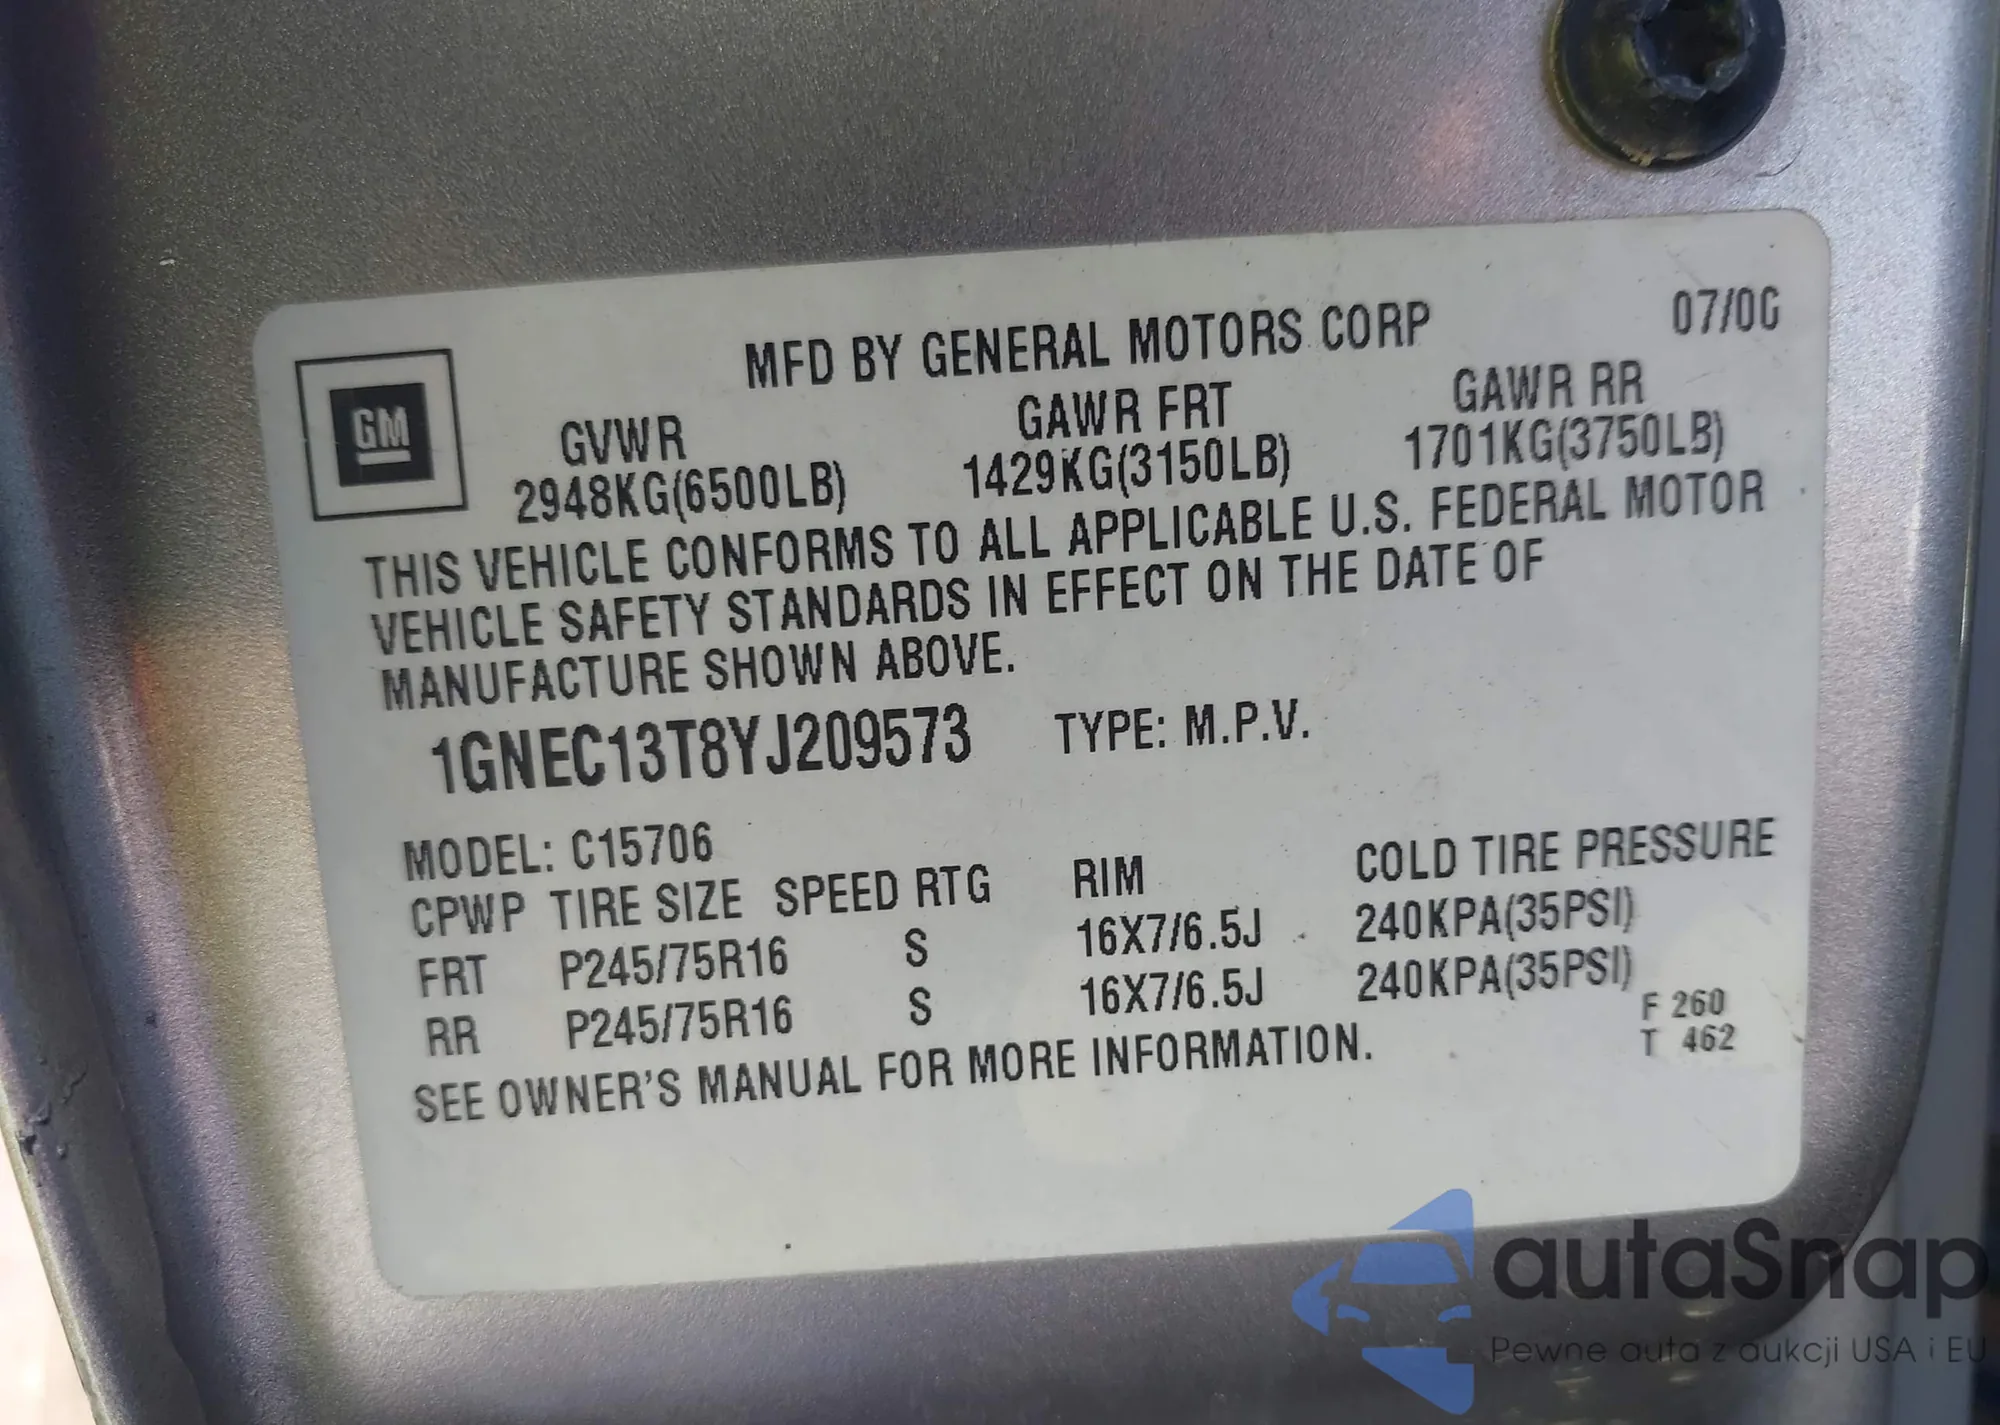 MFD BY GENERAL MOTORS CORP 07/00
GM
GVWR GAWR FRT GAWR RR
2948KG(6500LB) 1429KG(3150LB) 1701KG(3750LB)
THIS VEHICLE CONFORMS TO ALL APPLICABLE U.S. FEDERAL MOTOR
VEHICLE SAFETY STANDARDS IN EFFECT ON THE DATE OF
MANUFACTURE SHOWN ABOVE.
1GNEC13T8YJ209573 TYPE: M.P.V.
MODEL: C15706
CPWP TIRE SIZE SPEED RTG RIM COLD TIRE PRESSURE
FRT P245/75R16 S 16X7/6.5J 240KPA(35PSI)
RR P245/75R16 S 16X7/6.5J 240KPA(35PSI)
F 260
T 462
SEE OWNER'S MANUAL FOR MORE INFORMATION.
autaSnap
Pewne auta z aukcji USA i EU